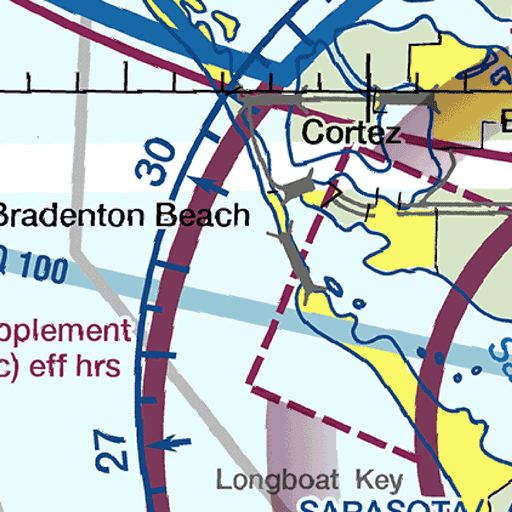 Cortez
30
Bradenton Beach
100
pplement
c) eff hrs
27
Longboat Key
SARASOTA/